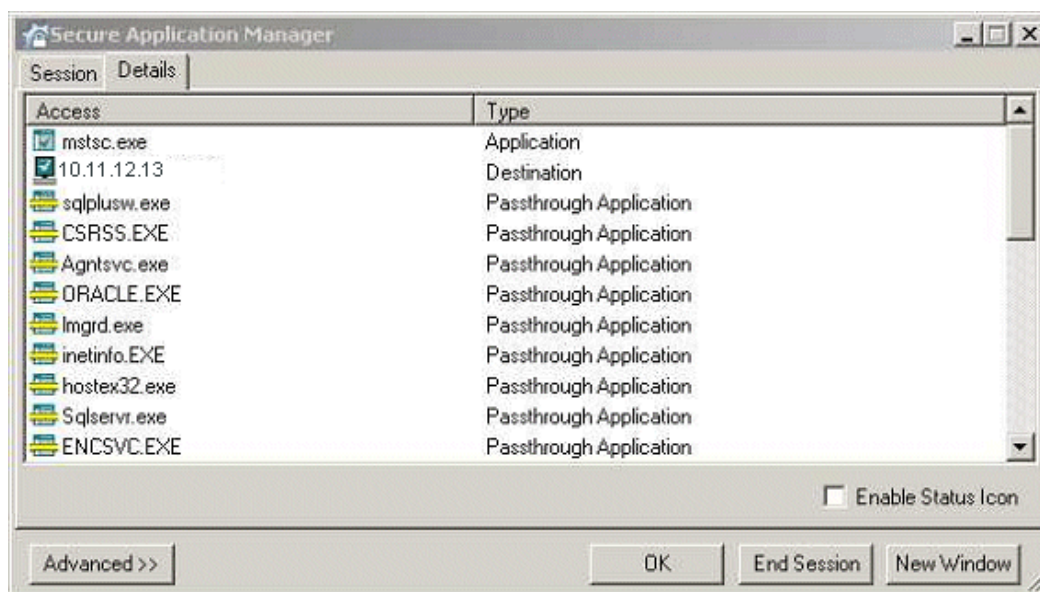 Secure Application Manager
Session Details
Access Type
mstsc.exe Application
10.11.12.13 Destination
sqlplusw.exe Passthrough Application
CSRSS.EXE Passthrough Application
Agntsvc.exe Passthrough Application
ORACLE.EXE Passthrough Application
lmgrd.exe Passthrough Application
inetinfo.EXE Passthrough Application
hostex32.exe Passthrough Application
Sqlservr.exe Passthrough Application
ENCSVC.EXE Passthrough Application
Enable Status Icon
Advanced >> OK End Session New Window